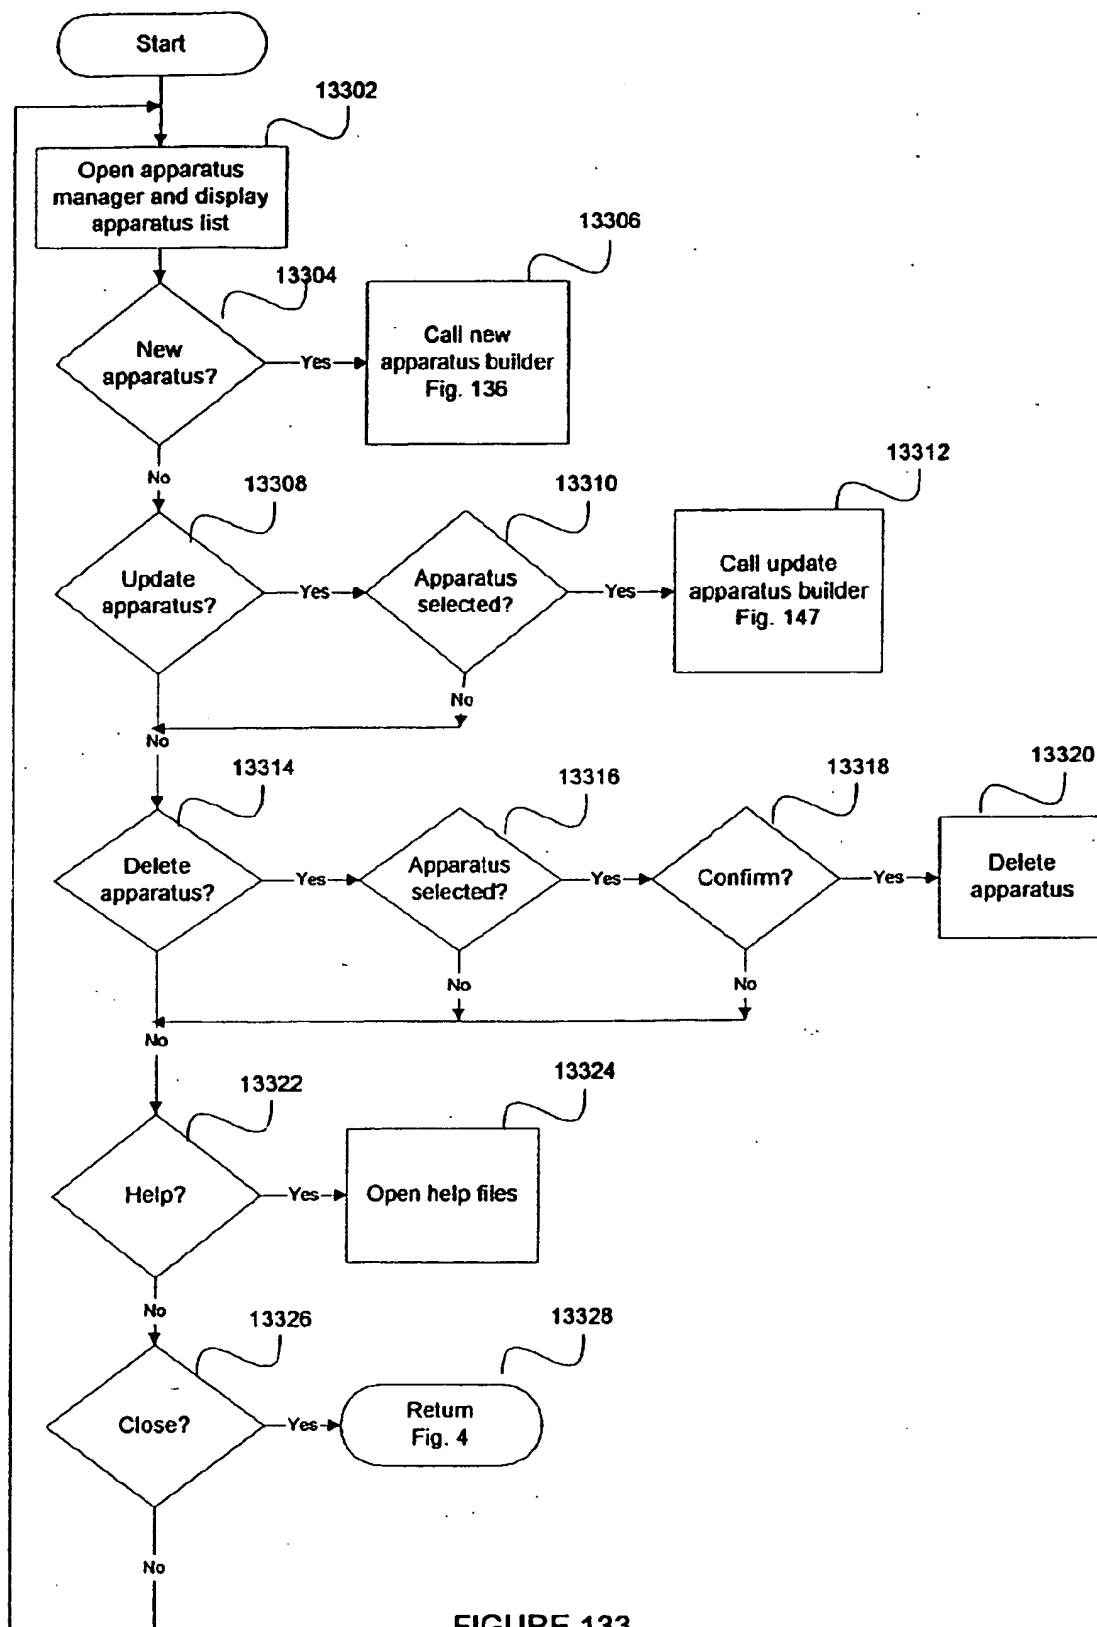 Start
13302
Open apparatus
manager and display
apparatus list
13306
13304
New
apparatus?
Yes
Call new
apparatus builder
Fig. 136
No
13308
13310
13312
Update
apparatus?
Yes
Apparatus
selected?
Yes
Call update
apparatus builder
Fig. 147
No
No
13314
13316
13318
13320
Delete
apparatus?
Yes
Apparatus
selected?
Yes
Confirm?
Yes
Delete
apparatus
No
No
No
13322
13324
Help?
Yes
Open help files
No
13326
13328
Close?
Yes
Return
Fig. 4
No
FIGURE 133